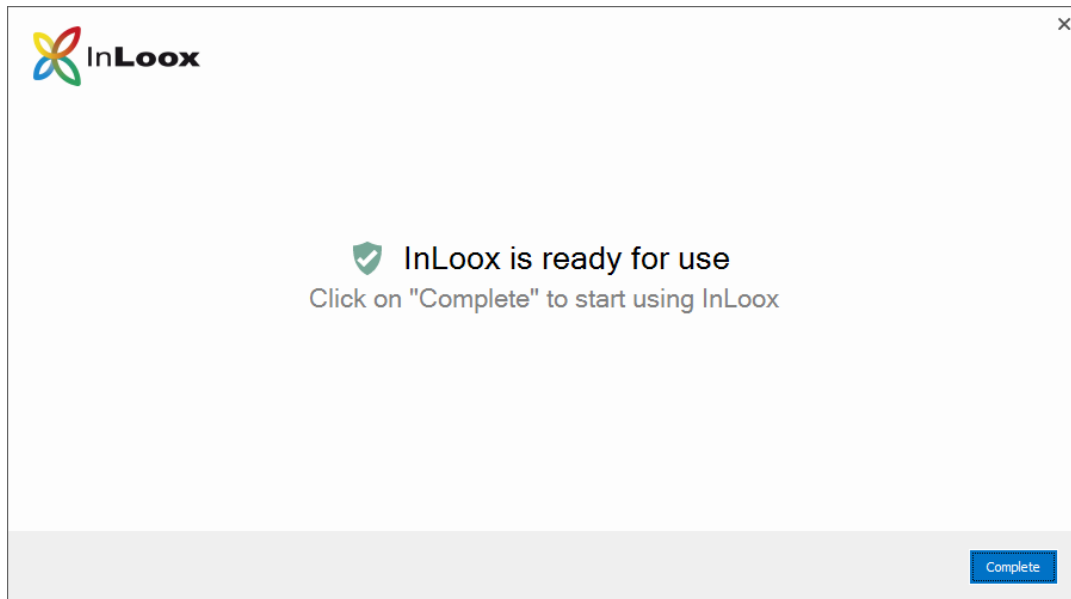 InLoox
InLoox is ready for use
Click on "Complete" to start using InLoox
Complete